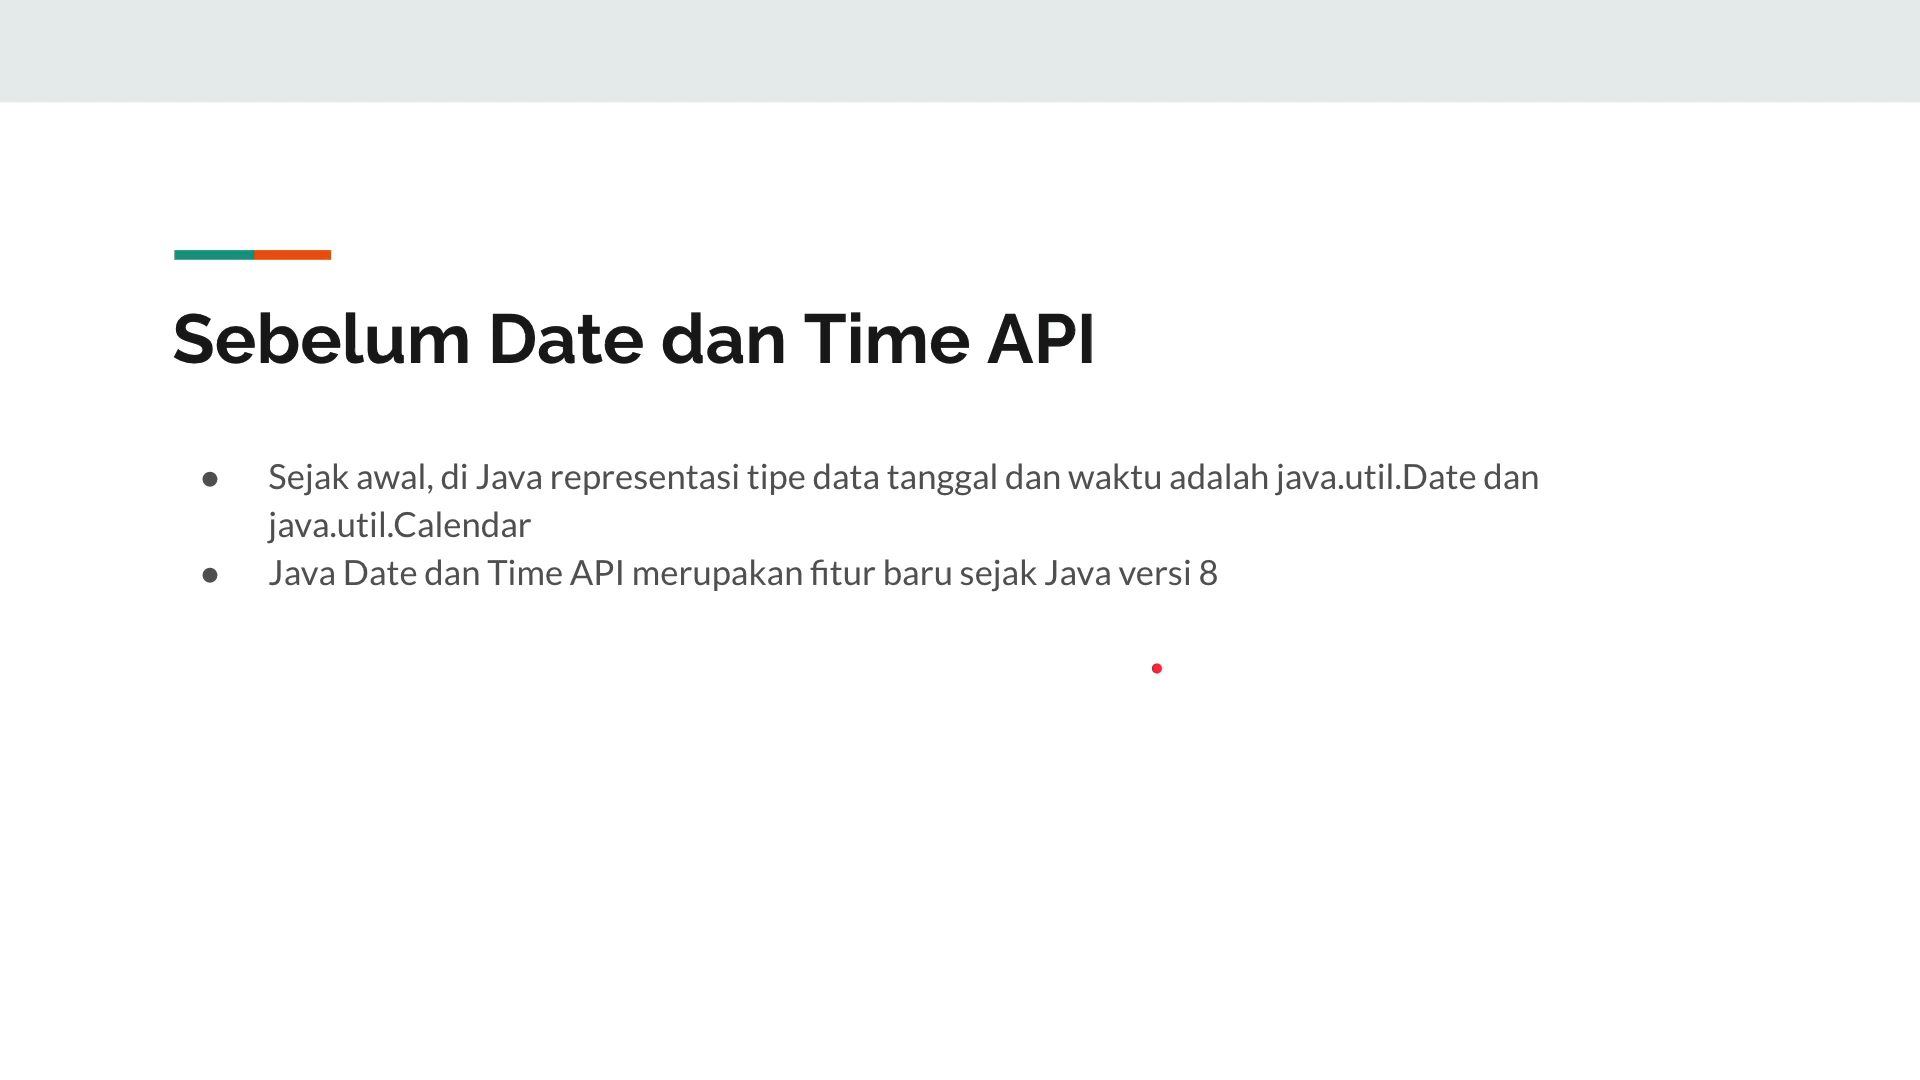 Sebelum Date dan Time API
● Sejak awal, di Java representasi tipe data tanggal dan waktu adalah java.util.Date dan
java.util.Calendar
● Java Date dan Time API merupakan fitur baru sejak Java versi 8